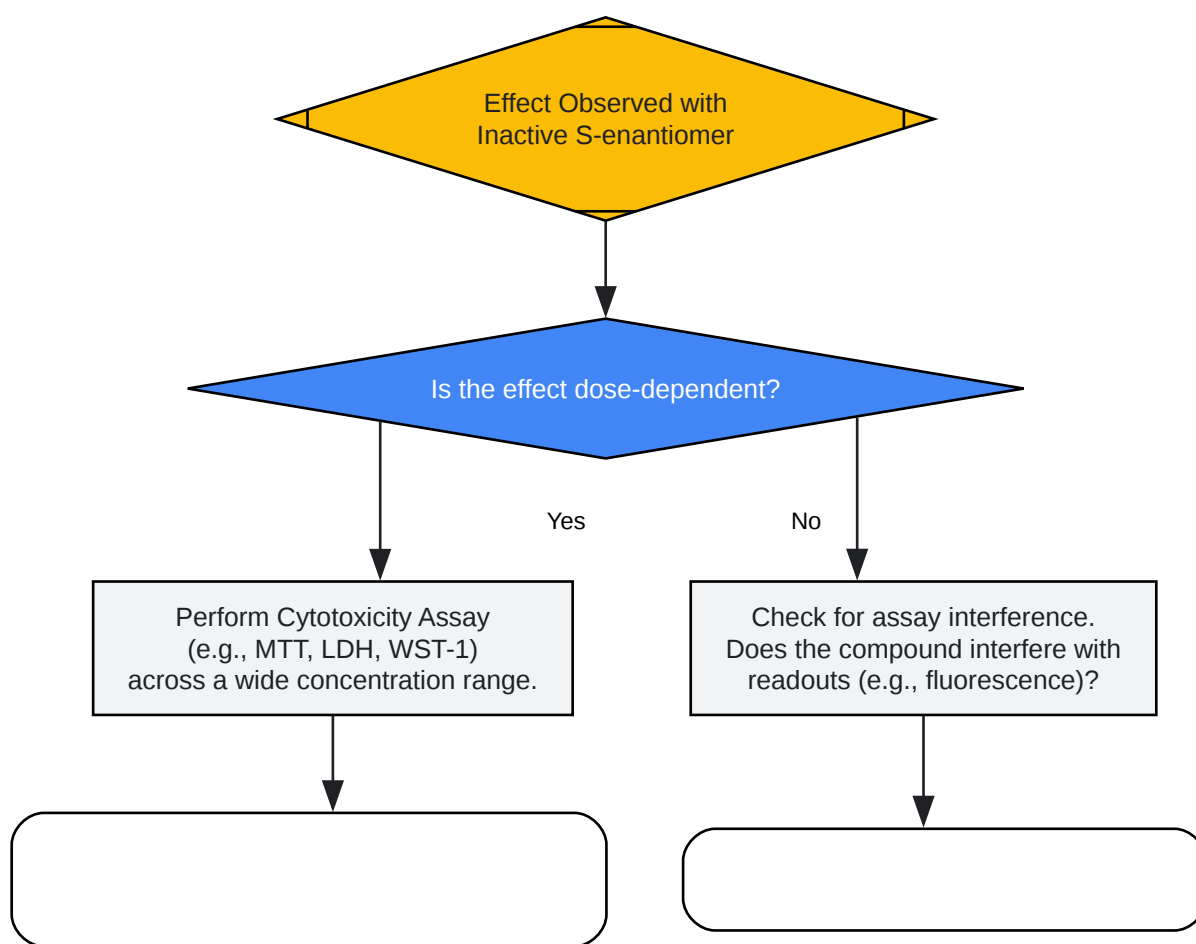 Effect Observed with
Inactive S-enantiomer
Is the effect dose-dependent?
Yes
No
Perform Cytotoxicity Assay
(e.g., MTT, LDH, WST-1)
across a wide concentration range.
Check for assay interference.
Does the compound interfere with
readouts (e.g., fluorescence)?